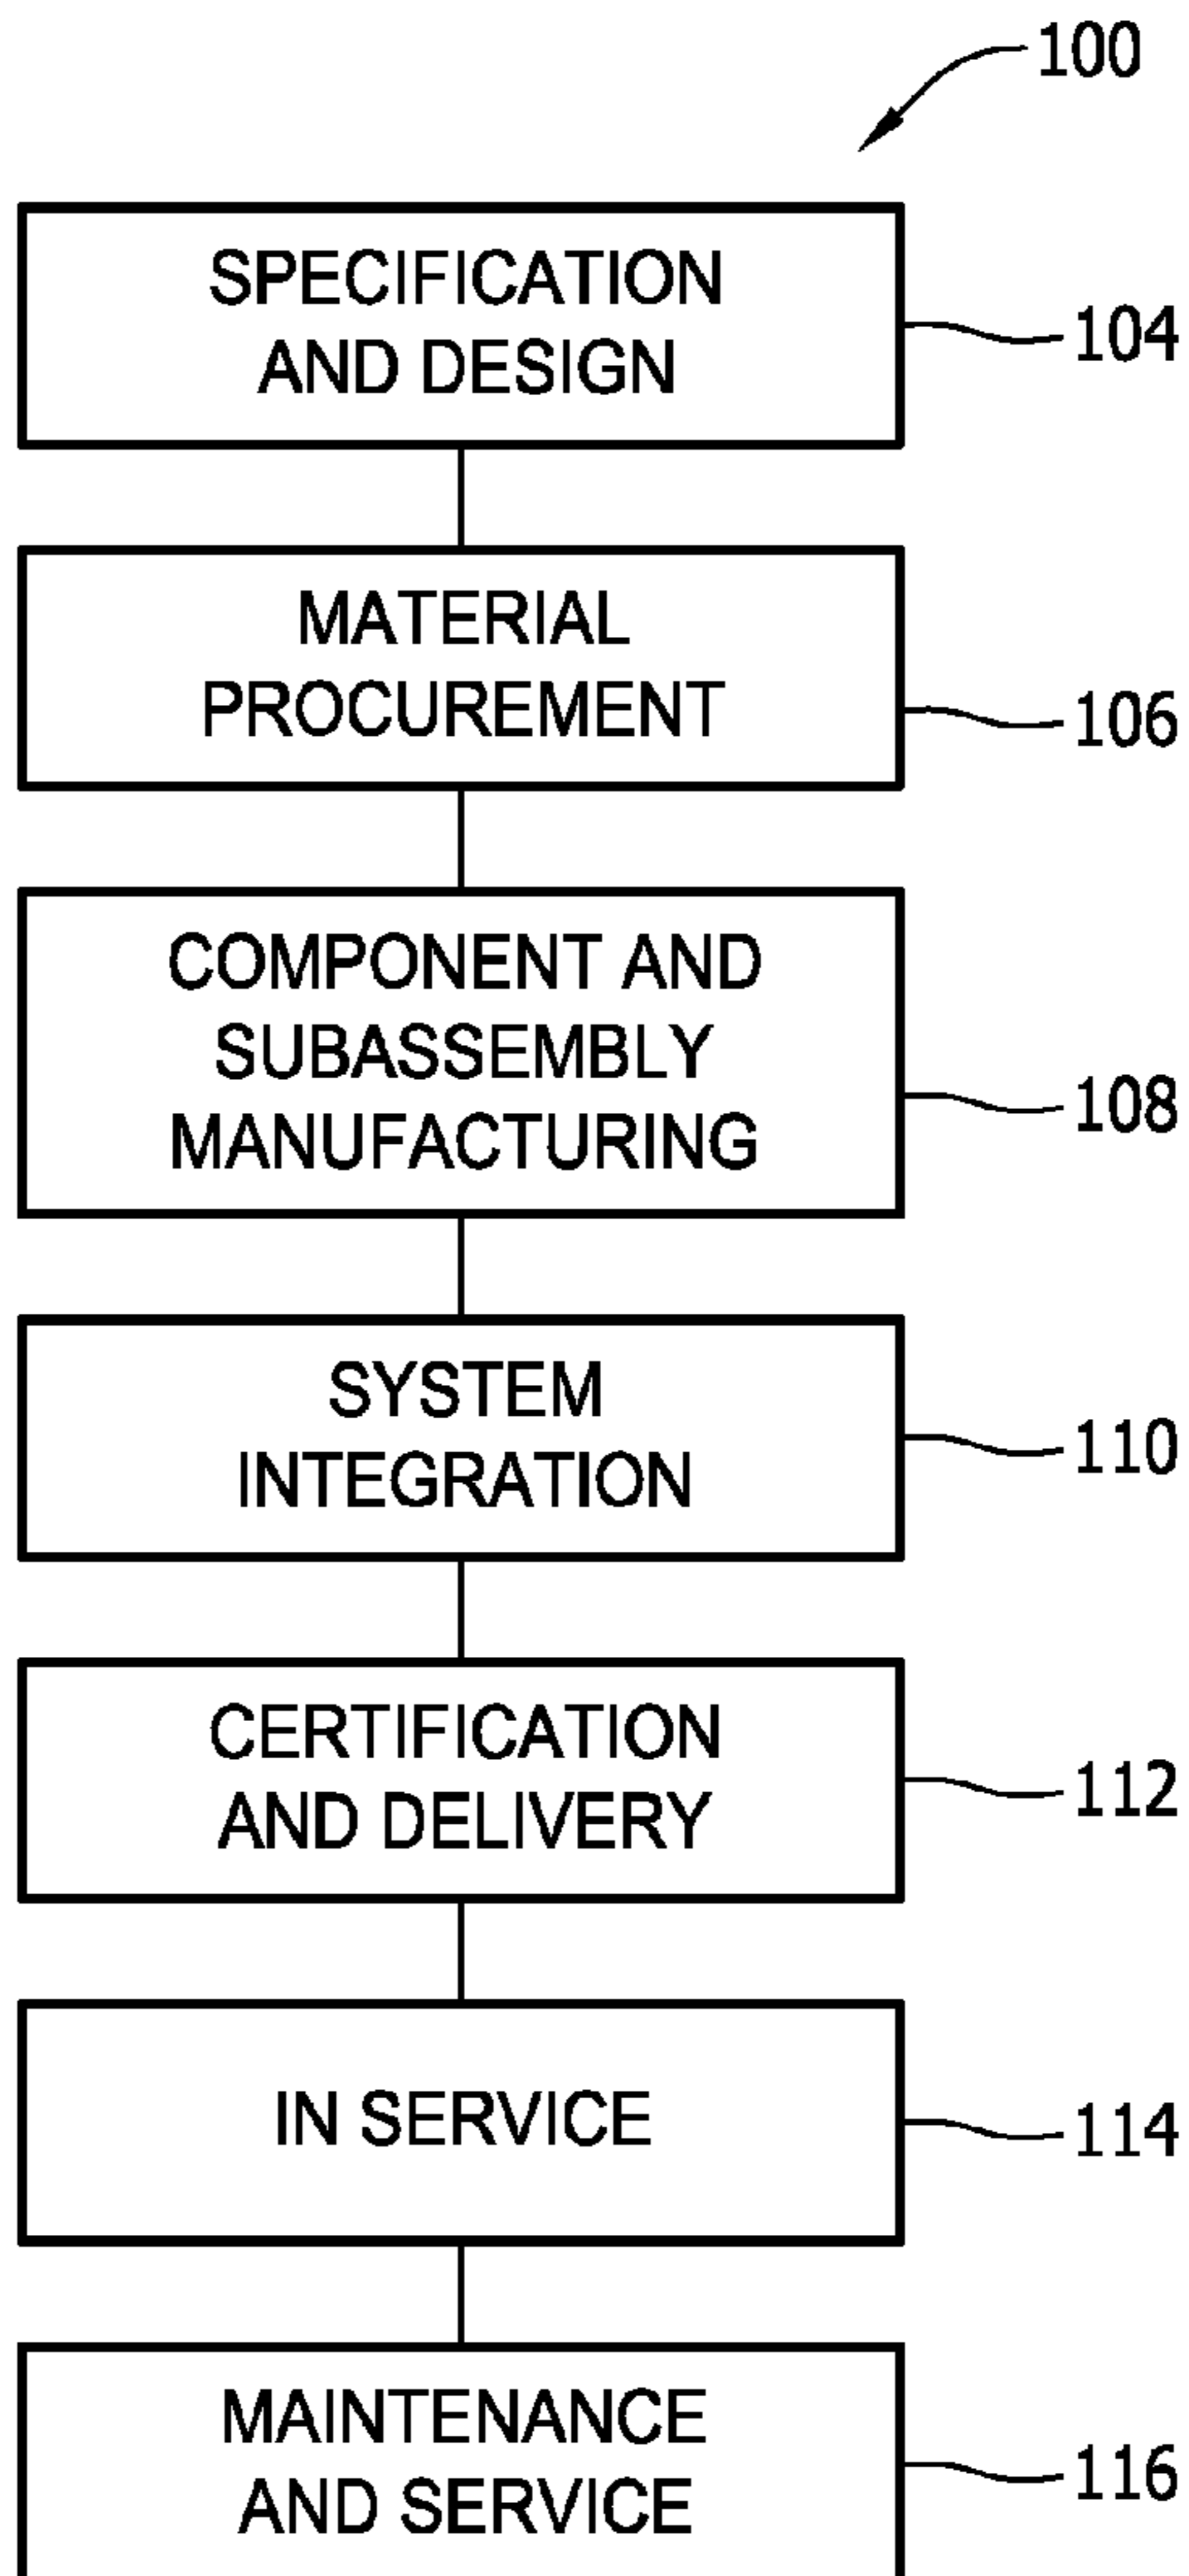 100
SPECIFICATION
AND DESIGN
104
MATERIAL
PROCUREMENT
106
COMPONENT AND
SUBASSEMBLY
MANUFACTURING
108
SYSTEM
INTEGRATION
110
CERTIFICATION
AND DELIVERY
112
IN SERVICE
114
MAINTENANCE
AND SERVICE
116